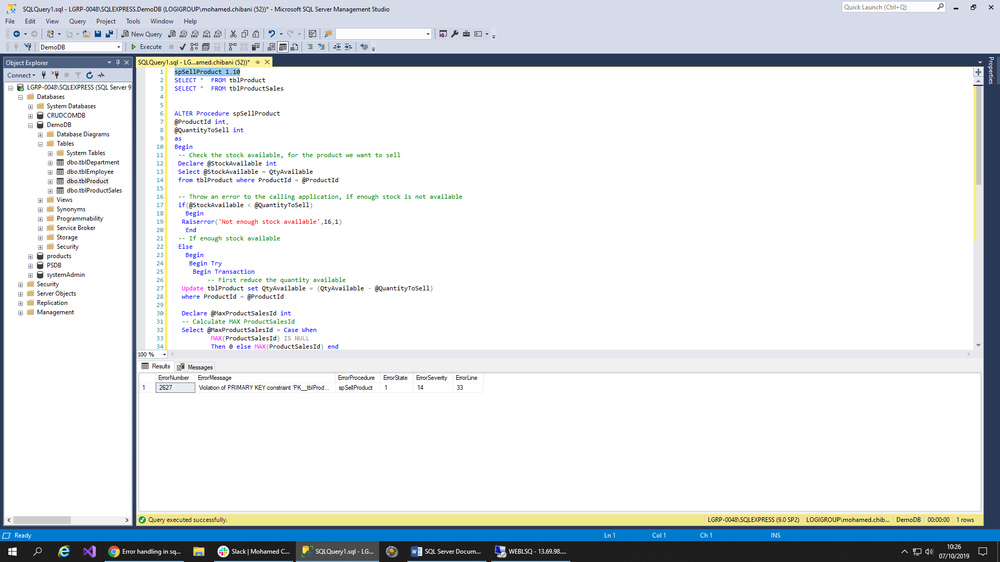 SQLQuery1.sql - LGRP-0048\SQLEXPRESS.DemoDB (LOGIGROUP\mohamed.chibani (52))* - Microsoft SQL Server Management Studio
Quick Launch (Ctrl+Q)
File Edit View Query Project Tools Window Help
New Query MDX DMX XMLA DAX
DemoDB Execute
Object Explorer
Connect
LGRP-0048\SQLEXPRESS (SQL Server 9
Databases
System Databases
CRUDCOMDB
DemoDB
Database Diagrams
Tables
System Tables
dbo.tblDepartment
dbo.tblEmployee
dbo.tblProduct
dbo.tblProductSales
Views
Synonyms
Programmability
Service Broker
Storage
Security
products
PSDB
systemAdmin
Security
Server Objects
Replication
Management
SQLQuery1.sql - LG...amed.chibani (52))*
Properties
1 spSellProduct 1,10
2 SELECT * FROM tblProduct
3 SELECT * FROM tblProductSales
4
5
6 ALTER Procedure spSellProduct
7 @ProductId int,
8 @QuantityToSell int
9 as
10 Begin
11 -- Check the stock available, for the product we want to sell
12 Declare @StockAvailable int
13 Select @StockAvailable = QtyAvailable
14 from tblProduct where ProductId = @ProductId
15
16 -- Throw an error to the calling application, if enough stock is not available
17 if(@StockAvailable < @QuantityToSell)
18 Begin
19 Raiserror('Not enough stock available',16,1)
20 End
21 -- If enough stock available
22 Else
23 Begin
24 Begin Try
25 Begin Transaction
26 -- First reduce the quantity available
27 Update tblProduct set QtyAvailable = (QtyAvailable - @QuantityToSell)
28 where ProductId = @ProductId
29
30 Declare @MaxProductSalesId int
31 -- Calculate MAX ProductSalesId
32 Select @MaxProductSalesId = Case When
33 MAX(ProductSalesId) IS NULL
34 Then 0 else MAX(ProductSalesId) end
100 %
Results Messages
ErrorNumber ErrorMessage ErrorProcedure ErrorState ErrorSeverity ErrorLine
1 2627 Violation of PRIMARY KEY constraint 'PK__tblProd... spSellProduct 1 14 33
Query executed successfully.
LGRP-0048\SQLEXPRESS (9.0 SP2) LOGIGROUP\mohamed.chib... DemoDB 00:00:00 1 rows
Ready Ln 1 Col 1 Ch 1 INS
Error handling in sq... Slack | Mohamed C... SQLQuery1.sql - LG... SQL Server Docum... WEBLSQ - 13.69.98....
10:26
07/10/2019